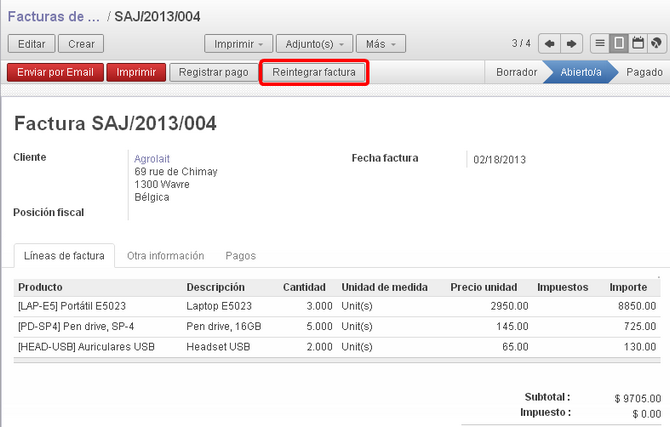 Facturas de ... / SAJ/2013/004
Editar Crear Imprimir Adjunto(s) Más 3 / 4
Enviar por Email Imprimir Registrar pago Reintegrar factura Borrador Abierto/a Pagado
Factura SAJ/2013/004
Cliente Agrolait Fecha factura 02/18/2013
69 rue de Chimay
1300 Wavre
Bélgica
Posición fiscal
Líneas de factura Otra información Pagos
Producto Descripción Cantidad Unidad de medida Precio unidad Impuestos Importe
[LAP-E5] Portátil E5023 Laptop E5023 3.000 Unit(s) 2950.00 8850.00
[PD-SP4] Pen drive, SP-4 Pen drive, 16GB 5.000 Unit(s) 145.00 725.00
[HEAD-USB] Auriculares USB Headset USB 2.000 Unit(s) 65.00 130.00
Subtotal : $ 9705.00
Impuesto : $ 0.00